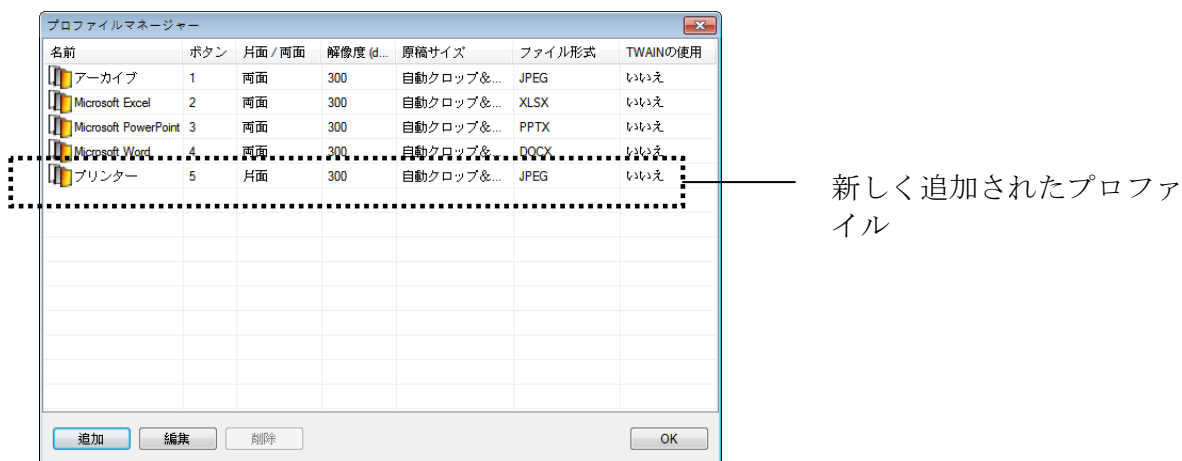 プロファイルマネージャー
名前 ボタン 片面 / 両面 解像度 (d... 原稿サイズ ファイル形式 TWAINの使用
アーカイブ 1 両面 300 自動クロップ&... JPEG いいえ
Microsoft Excel 2 両面 300 自動クロップ&... XLSX いいえ
Microsoft PowerPoint 3 両面 300 自動クロップ&... PPTX いいえ
Microsoft Word 4 両面 300 自動クロップ&... DOCX いいえ
プリンター 5 片面 300 自動クロップ&... JPEG いいえ
新しく追加されたプロファ
イル
追加 編集 削除 OK